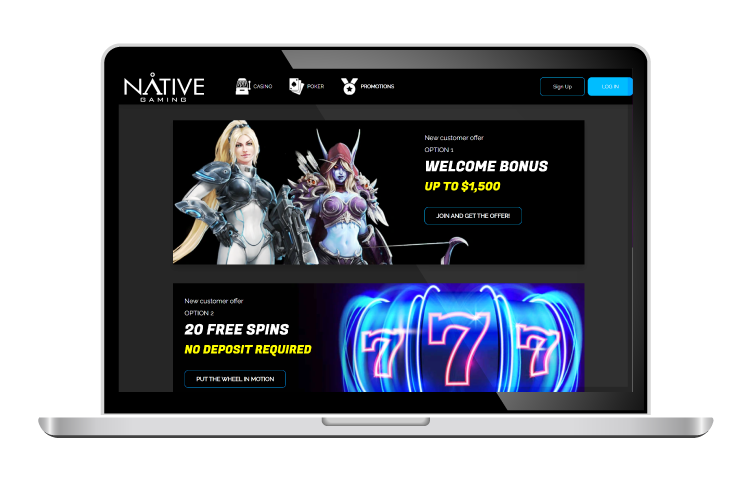 NATIVE
GAMING
CASINO
POKER
PROMOTIONS
Sign Up
LOG IN
New customer offer
OPTION 1
WELCOME BONUS
UP TO $1,500
JOIN AND GET THE OFFER!
New customer offer
OPTION 2
20 FREE SPINS
NO DEPOSIT REQUIRED
PUT THE WHEEL IN MOTION
7 7 7